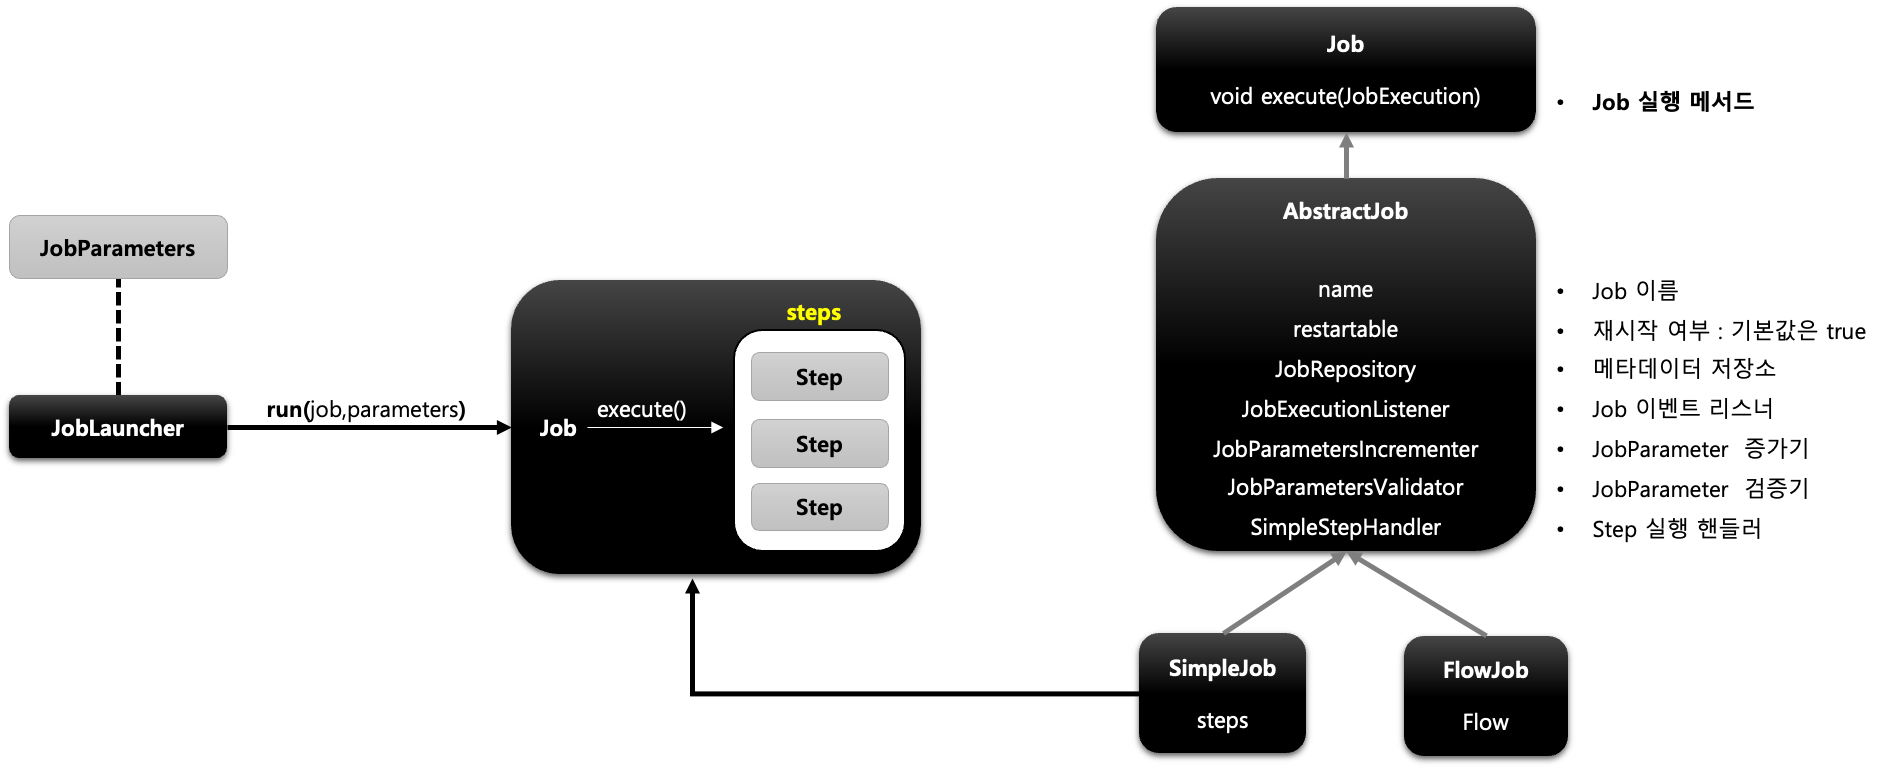 JobParameters
JobLauncher
run(job,parameters)
Job
execute()
steps
Step
Step
Step
Job
void execute(JobExecution)
• Job 실행 메서드
AbstractJob
name
• Job 이름
restartable
• 재시작 여부 : 기본값은 true
JobRepository
• 메타데이터 저장소
JobExecutionListener
• Job 이벤트 리스너
JobParametersIncrementer
• JobParameter 증가기
JobParametersValidator
• JobParameter 검증기
SimpleStepHandler
• Step 실행 핸들러
SimpleJob
steps
FlowJob
Flow